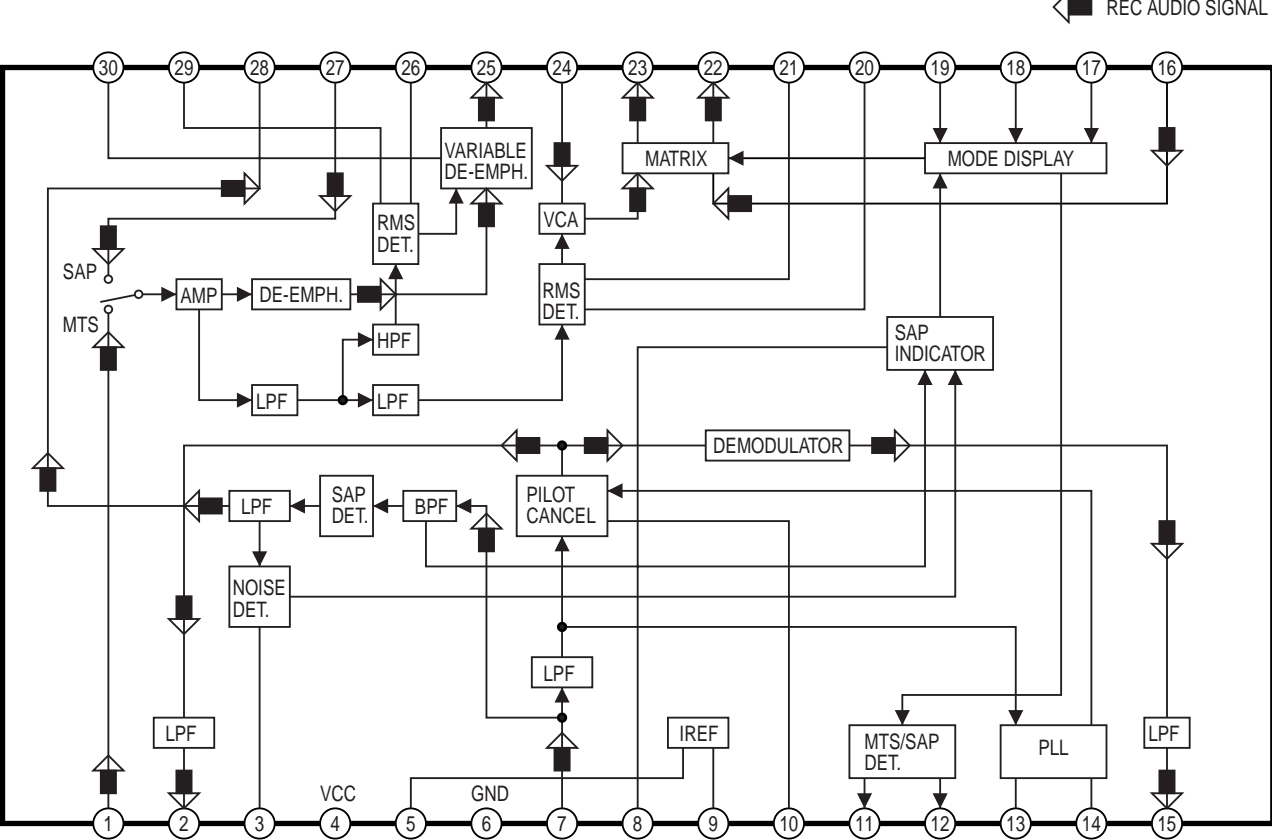 REC AUDIO SIGNAL
30 29 28 27 26 25 24 23 22 21 20 19 18 17 16
VARIABLE
DE-EMPH.
MATRIX
MODE DISPLAY
RMS
DET.
VCA
SAP
AMP
DE-EMPH.
RMS
DET.
MTS
HPF
SAP
INDICATOR
LPF
LPF
DEMODULATOR
LPF
SAP
DET.
BPF
PILOT
CANCEL
NOISE
DET.
LPF
LPF
IREF
MTS/SAP
DET.
PLL
LPF
VCC
GND
1 2 3 4 5 6 7 8 9 10 11 12 13 14 15